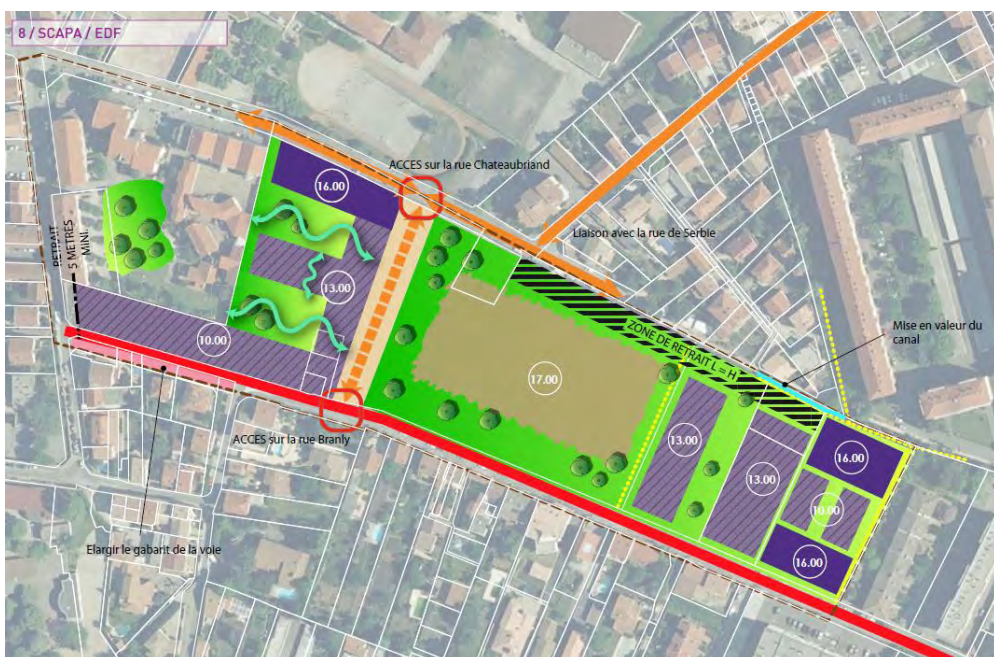 8 / SCAPA / EDF
ACCES sur la rue Chateaubriand
16.00
Liaison avec la rue de Serbie
RETRAIT
5 METRES
MINI.
13.00
10.00
ZONE DE RETRAIT L = H
Mise en valeur du
canal
17.00
13.00
13.00
16.00
10.00
16.00
ACCES sur la rue Branly
Elargir le gabarit de la voie